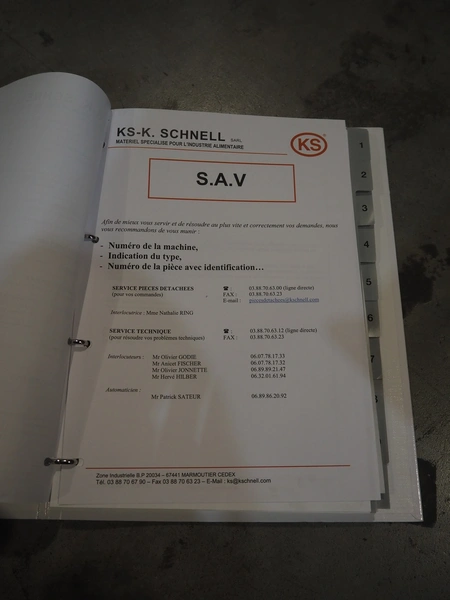 KS-K. SCHNELL SARL
MATERIEL SPÉCIALISE POUR L'INDUSTRIE ALIMENTAIRE
KS
S.A.V
Afin de mieux vous servir et de résoudre au plus vite et correctement vos demandes, nous
vous recommandons de vous munir :
- Numéro de la machine,
- Indication du type,
- Numéro de la pièce avec identification…
SERVICE PIECES DETACHEES ☎ : 03.88.70.63.00 (ligne directe)
(pour vos commandes) FAX : 03.88.70.63.23
E-mail : piecesdetachees@kschnell.com
Interlocutrice : Mme Nathalie RING
SERVICE TECHNIQUE ☎ : 03.88.70.63.12 (ligne directe)
(pour résoudre vos problèmes techniques) FAX : 03.88.70.63.23
Interlocuteurs : Mr Olivier GODIE 06.07.78.17.33
Mr Anicet FISCHER 06.07.78.17.32
Mr Olivier JONNETTE 06.89.89.21.47
Mr Hervé HILBER 06.32.01.61.94
Automaticien :
Mr Patrick SATEUR 06.89.86.20.92
Zone Industrielle B.P 20034 – 67441 MARMOUTIER CEDEX
Tél. 03 88 70 67 90 – Fax 03 88 70 63 23 – E-Mail : ks@kschnell.com
1
2
3
4
5
6
7